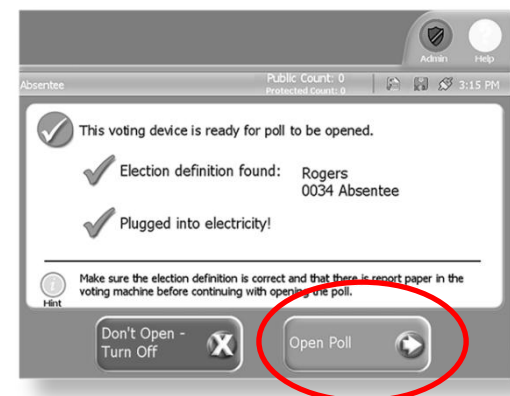 Admin
Help
Absentee
Public Count: 0
Protected Count: 0
3:15 PM
This voting device is ready for poll to be opened.
Election definition found:
Rogers
0034 Absentee
Plugged into electricity!
Hint
Make sure the election definition is correct and that there is report paper in the
voting machine before continuing with opening the poll.
Don't Open -
Turn Off
X
Open Poll